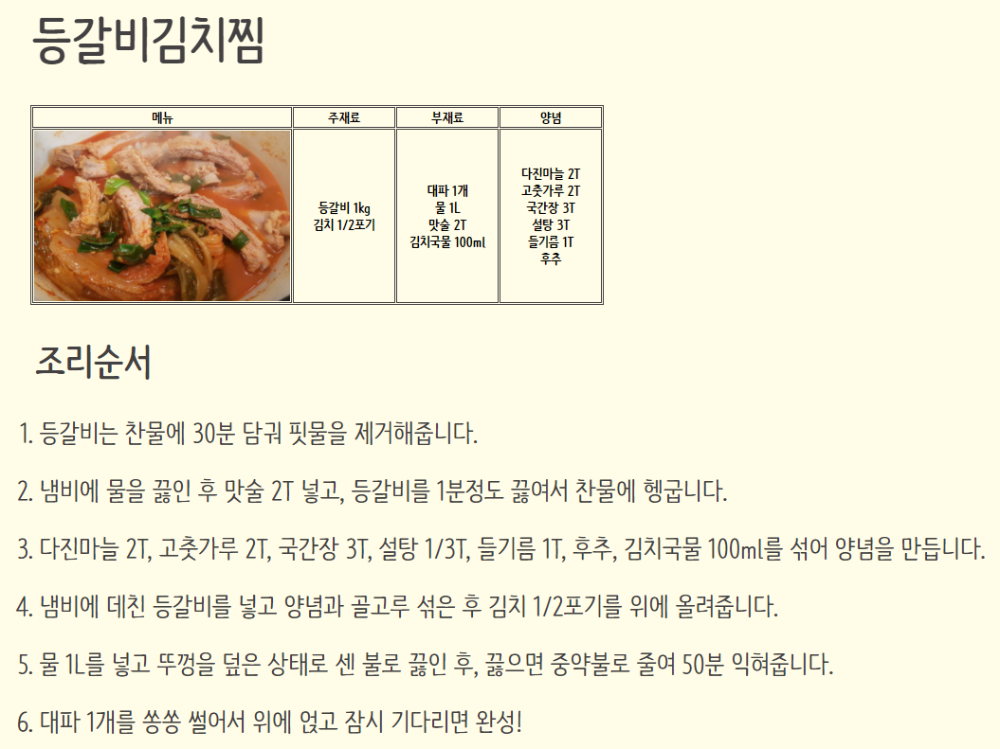 등갈비김치찜
메뉴 주재료 부재료 양념
등갈비 1kg
김치 1/2포기
대파 1개
물 1L
맛술 2T
김치국물 100ml
다진마늘 2T
고춧가루 2T
국간장 3T
설탕 3T
들기름 1T
후추
조리순서
1. 등갈비는 찬물에 30분 담궈 핏물을 제거해줍니다.
2. 냄비에 물을 끓인 후 맛술 2T 넣고, 등갈비를 1분정도 끓여서 찬물에 헹굽니다.
3. 다진마늘 2T, 고춧가루 2T, 국간장 3T, 설탕 1/3T, 들기름 1T, 후추, 김치국물 100ml를 섞어 양념을 만듭니다.
4. 냄비에 데친 등갈비를 넣고 양념과 골고루 섞은 후 김치 1/2포기를 위에 올려줍니다.
5. 물 1L를 넣고 뚜껑을 덮은 상태로 센 불로 끓인 후, 끓으면 중약불로 줄여 50분 익혀줍니다.
6. 대파 1개를 쏭쏭 썰어서 위에 얹고 잠시 기다리면 완성!